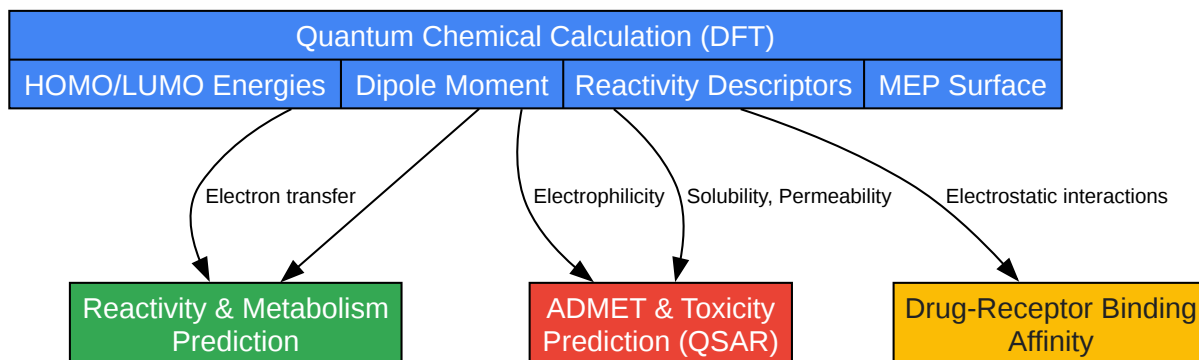 Quantum Chemical Calculation (DFT)
HOMO/LUMO Energies
Dipole Moment
Reactivity Descriptors
MEP Surface
Electron transfer
Electrophilicity
Solubility, Permeability
Electrostatic interactions
Reactivity & Metabolism
Prediction
ADMET & Toxicity
Prediction (QSAR)
Drug-Receptor Binding
Affinity